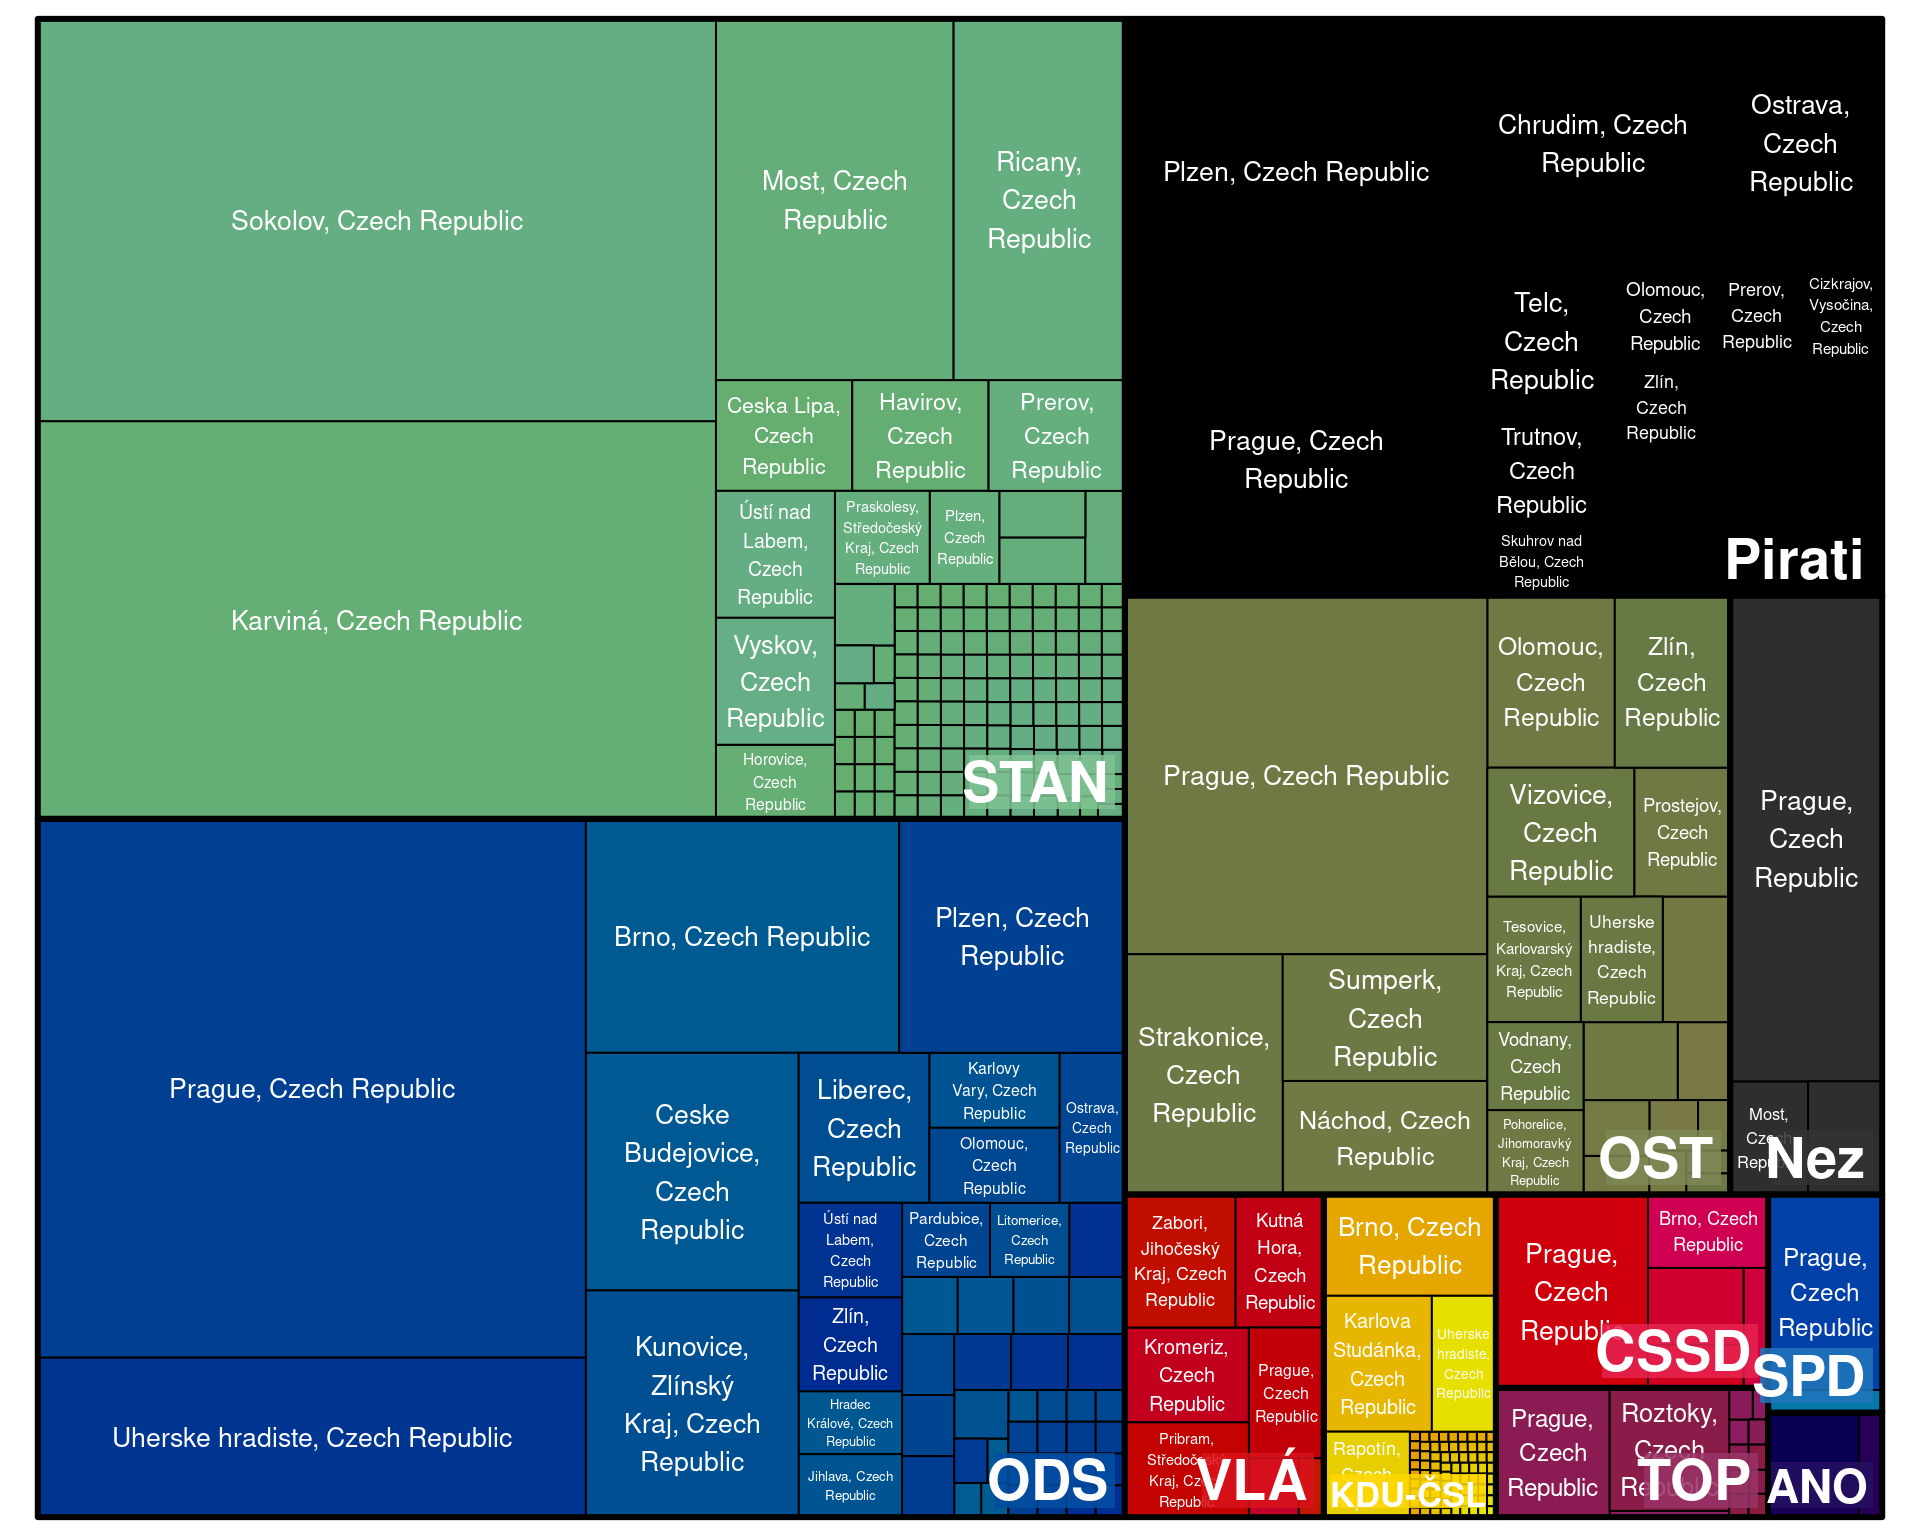 Sokolov, Czech Republic
Karviná, Czech Republic
Most, Czech
Republic
Ricany,
Czech
Republic
Ceska Lipa,
Czech
Republic
Havirov,
Czech
Republic
Prerov,
Czech
Republic
Ústí nad
Labem,
Czech
Republic
Praskolesy,
Středočeský
Kraj, Czech
Republic
Plzen,
Czech
Republic
Vyskov,
Czech
Republic
Horovice,
Czech
Republic
STAN
Plzen, Czech Republic
Chrudim, Czech
Republic
Ostrava,
Czech
Republic
Prague, Czech
Republic
Telc,
Czech
Republic
Olomouc,
Czech
Republic
Prerov,
Czech
Republic
Cizkrajov,
Vysočina,
Czech
Republic
Zlín,
Czech
Republic
Trutnov,
Czech
Republic
Skuhrov nad
Bělou, Czech
Republic
Pirati
Prague, Czech Republic
Uherske hradiste, Czech Republic
Brno, Czech Republic
Plzen, Czech
Republic
Ceske
Budejovice,
Czech
Republic
Kunovice,
Zlínský
Kraj, Czech
Republic
Liberec,
Czech
Republic
Karlovy
Vary, Czech
Republic
Olomouc,
Czech
Republic
Ostrava,
Czech
Republic
Ústí nad
Labem,
Czech
Republic
Pardubice,
Czech
Republic
Litomerice,
Czech
Republic
Zlín,
Czech
Republic
Hradec
Králové, Czech
Republic
Jihlava, Czech
Republic
ODS
Prague, Czech Republic
Strakonice,
Czech
Republic
Sumperk,
Czech
Republic
Náchod, Czech
Republic
Olomouc,
Czech
Republic
Zlín,
Czech
Republic
Vizovice,
Czech
Republic
Prostejov,
Czech
Republic
Tesovice,
Karlovarský
Kraj, Czech
Republic
Uherske
hradiste,
Czech
Republic
Vodnany,
Czech
Republic
Pohorelice,
Jihomoravký
Kraj, Czech
Republic
OST
Prague,
Czech
Republic
Most,
Czech
Republic
Nez
Zabori,
Jihočeský
Kraj, Czech
Republic
Kutná
Hora,
Czech
Republic
Kromeriz,
Czech
Republic
Prague,
Czech
Republic
Pribram,
Středočeský
Kraj, Czech
Republic
VLÁ
Brno, Czech
Republic
Karlova
Studánka,
Czech
Republic
Uherske
hradiste,
Czech
Republic
Rapotín,
Czech
KDU-ČSL
Prague,
Czech
Republic
Brno, Czech
Republic
CSSD
Prague,
Czech
Republic
SPD
Prague,
Czech
Republic
Roztoky,
Czech
Republic
TOP
ANO